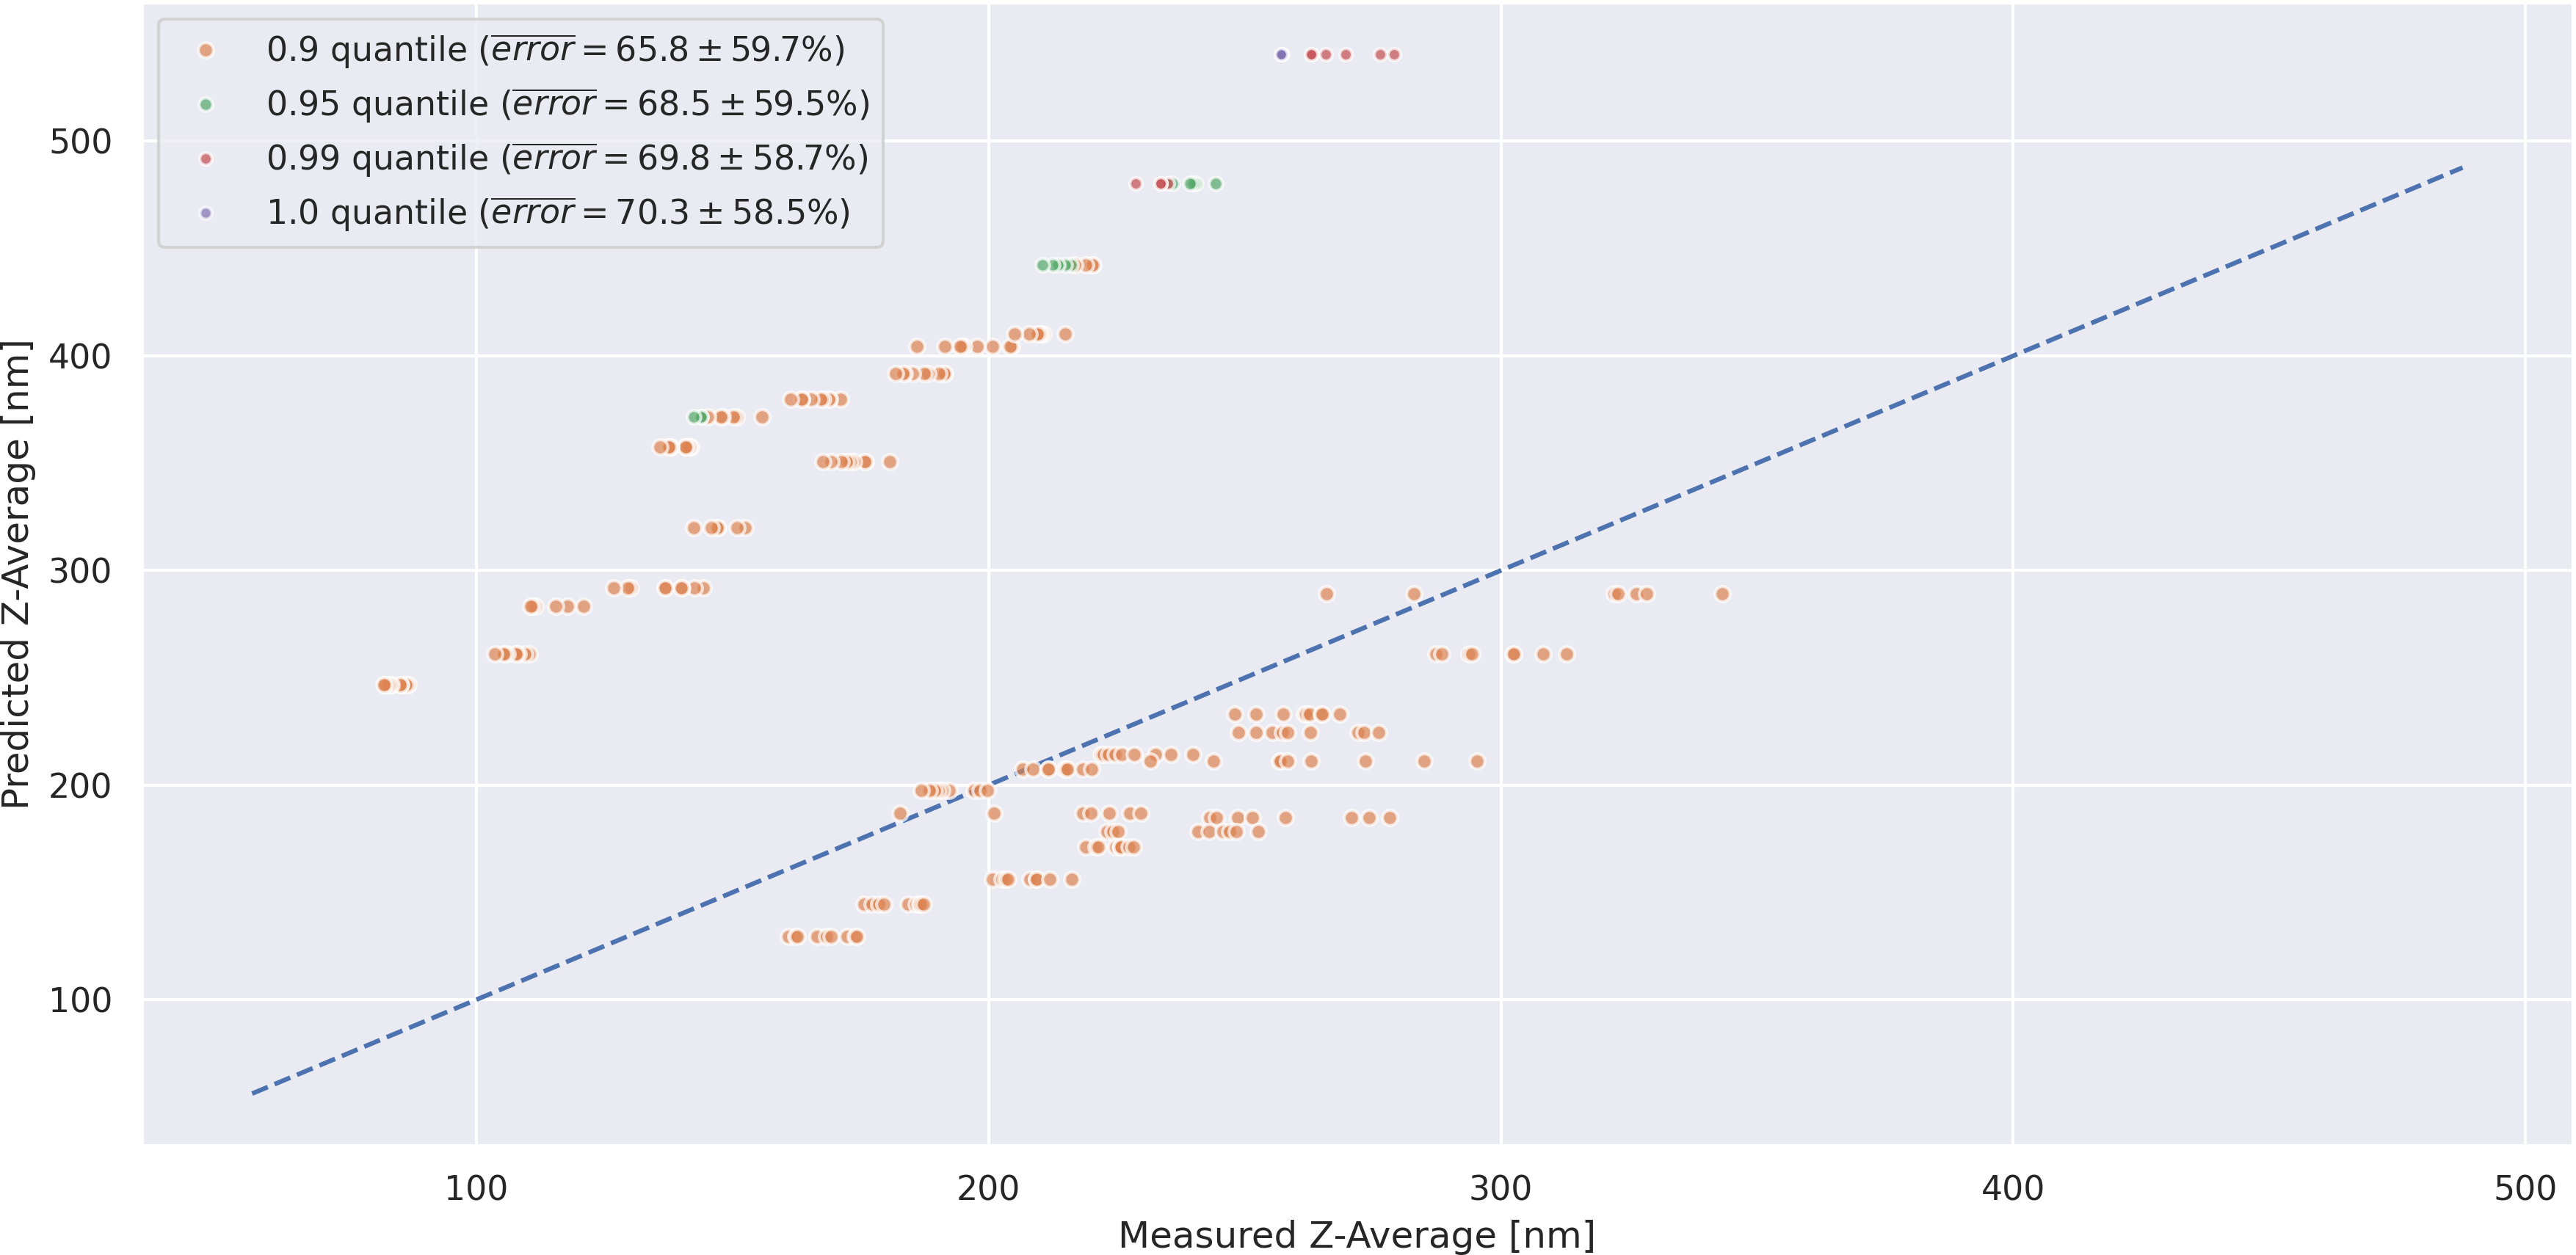 0.9 quantile (error = 65.8 ± 59.7%)
0.95 quantile (error = 68.5 ± 59.5%)
0.99 quantile (error = 69.8 ± 58.7%)
1.0 quantile (error = 70.3 ± 58.5%)
Predicted Z-Average [nm]
500
400
300
200
100
100
200
300
400
500
Measured Z-Average [nm]